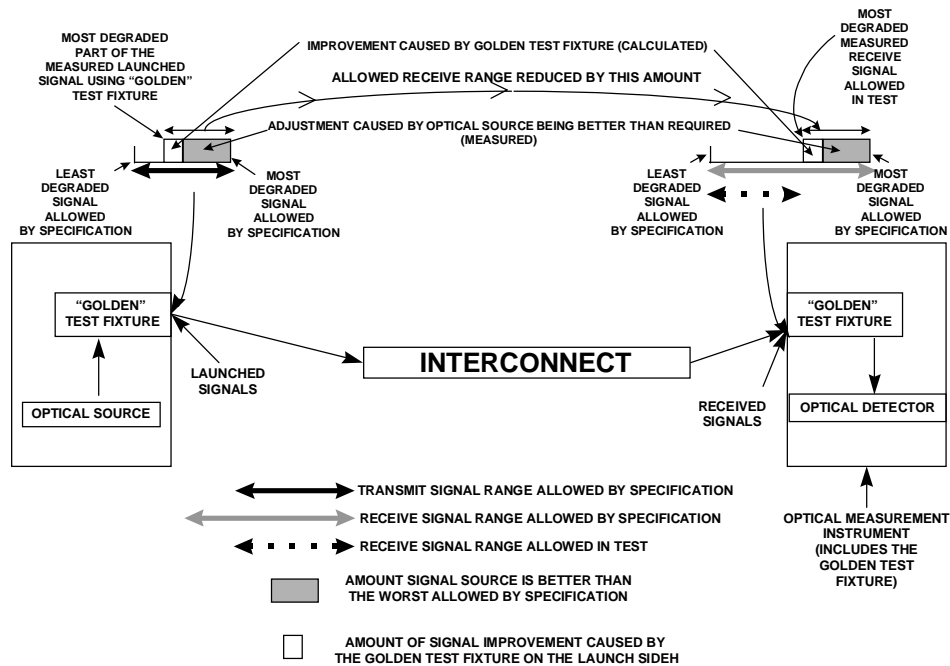 MOST DEGRADED
PART OF THE
MEASURED LAUNCHED
SIGNAL USING “GOLDEN”
TEST FIXTURE
IMPROVEMENT CAUSED BY GOLDEN TEST FIXTURE (CALCULATED)
ALLOWED RECEIVE RANGE REDUCED BY THIS AMOUNT
MOST
DEGRADED
MEASURED
RECEIVE
SIGNAL
ALLOWED
IN TEST
ADJUSTMENT CAUSED BY OPTICAL SOURCE BEING BETTER THAN REQUIRED
(MEASURED)
LEAST
DEGRADED
SIGNAL
ALLOWED
BY SPECIFICATION
MOST
DEGRADED
SIGNAL
ALLOWED
BY SPECIFICATION
LEAST
DEGRADED
SIGNAL
ALLOWED
BY SPECIFICATION
MOST
DEGRADED
SIGNAL
ALLOWED
BY SPECIFICATION
“GOLDEN”
TEST FIXTURE
OPTICAL SOURCE
LAUNCHED
SIGNALS
INTERCONNECT
RECEIVED
SIGNALS
“GOLDEN”
TEST FIXTURE
OPTICAL DETECTOR
TRANSMIT SIGNAL RANGE ALLOWED BY SPECIFICATION
RECEIVE SIGNAL RANGE ALLOWED BY SPECIFICATION
RECEIVE SIGNAL RANGE ALLOWED IN TEST
OPTICAL MEASUREMENT
INSTRUMENT
(INCLUDES THE
GOLDEN TEST
FIXTURE)
AMOUNT SIGNAL SOURCE IS BETTER THAN
THE WORST ALLOWED BY SPECIFICATION
AMOUNT OF SIGNAL IMPROVEMENT CAUSED BY
THE GOLDEN TEST FIXTURE ON THE LAUNCH SIDEH